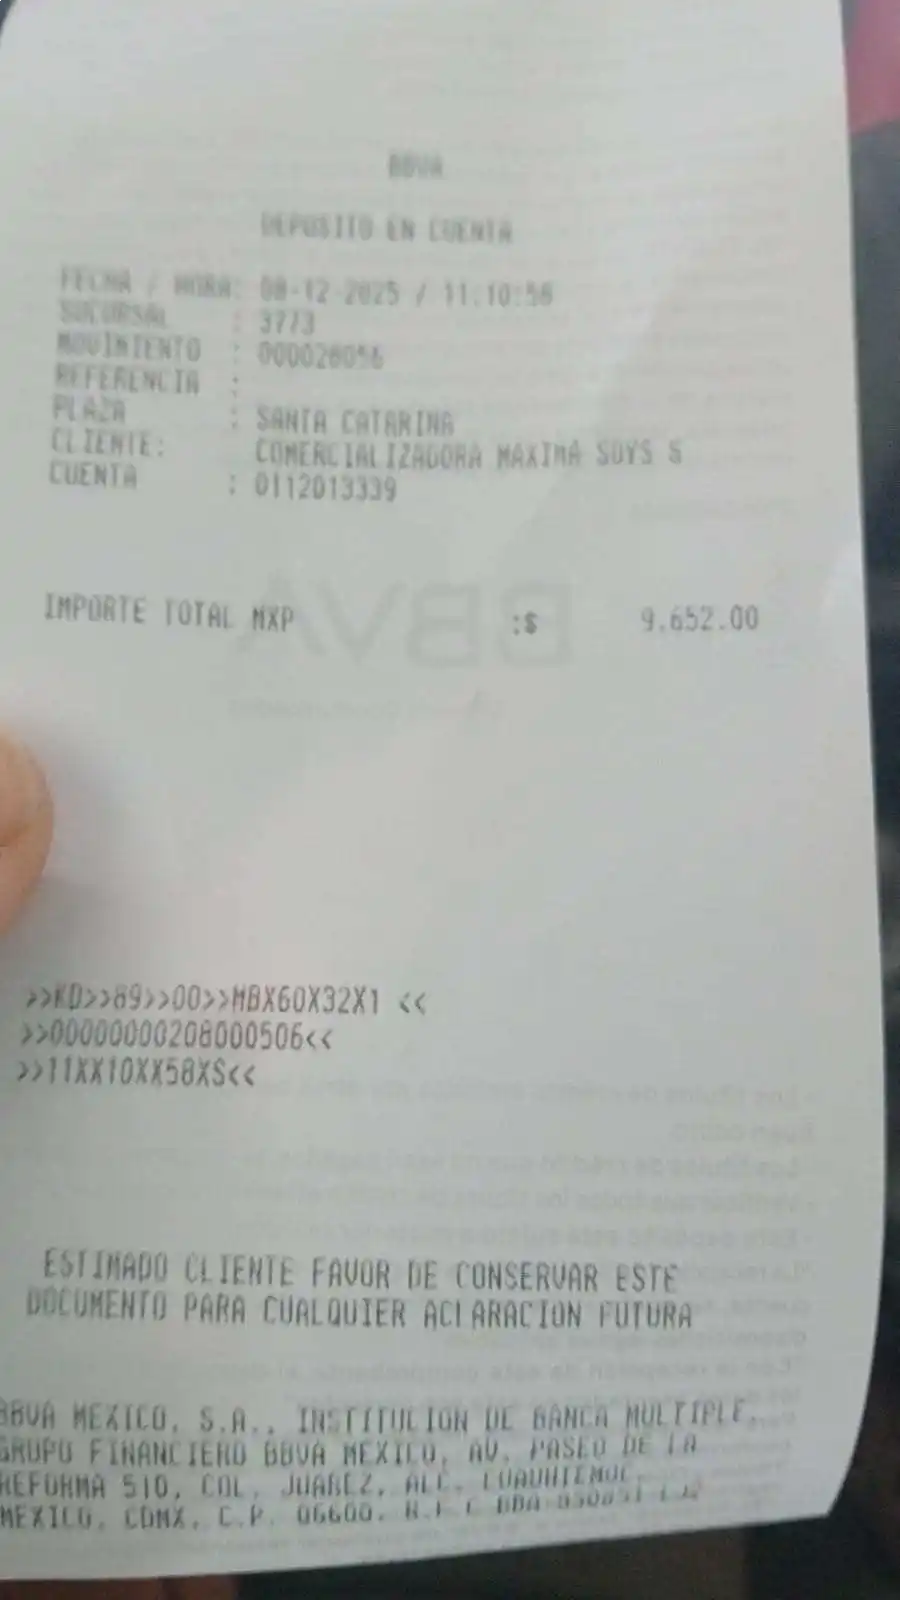 BBVA
DEPOSITO EN CUENTA
FECHA / HORA: 08-12-2025 / 11:10:58
SUCURSAL : 3773
MOVIMIENTO : 000028056
REFERENCIA :
PLAZA : SANTA CATARINA
CLIENTE: COMERCIALIZADORA MAXIMA SOYS S
CUENTA : 0112013339
IMPORTE TOTAL MXP :$ 9,652.00
>>KD>>89>>00>>MBX60X32X1 <<
>>00000000208000506<<
>>11XX10XX58XS<<
ESTIMADO CLIENTE FAVOR DE CONSERVAR ESTE
DOCUMENTO PARA CUALQUIER ACLARACION FUTURA
BBVA MEXICO, S.A., INSTITUCION DE BANCA MULTIPLE,
GRUPO FINANCIERO BBVA MEXICO, AV. PASEO DE LA
REFORMA 510, COL. JUAREZ, ALC. CUAUHTEMOC,
MEXICO, CDMX, C.P. 06600, R.F.C.